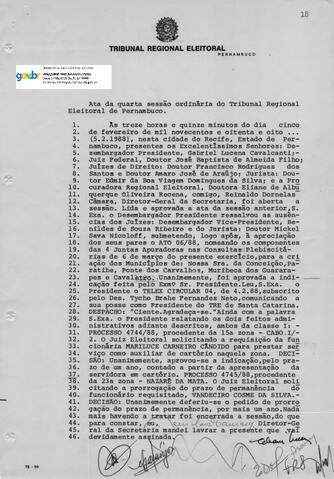 18
TRIBUNAL REGIONAL ELEITORAL
PERNAMBUCO
gov.br
Ata da quarta sessão ordinária do Tribunal Regional
Eleitoral de Pernambuco.
1. Às treze horas e quinze minutos do dia cinco
2. de fevereiro de mil novecentos e oitenta e oito ...
3. (5.2.1988), nesta cidade do Recife, Estado de Per-
4. nambuco, presentes os Excelentíssimos Senhores: De-
5. sembargador Presidente, Gabriel Lucena Cavalcanti;-
6. Juiz Federal, Doutor José Baptista de Almeida Filho;
7. Juízes de Direito: Doutor Francisco Rodrigues dos
8. Santos e Doutor Amaro José de Araújo; Jurista: Dou-
9. tor Edmir da Boa Viagem Domingues da Silva; e a Pro
10. curadora Regional Eleitoral, Doutora Eliane de Albu
11. querque Oliveira Recena, comigo, Reinaldo Dornelas
12. Câmara, Diretor-Geral da Secretaria, foi aberta a
13. sessão. Lida e aprovada a ata da sessão anterior, S.
14. Exa. o Desembargador Presidente ressalvou as ausên-
15. cias dos Juízes: Desembargador Vice-Presidente, Be-
16. nildes de Souza Ribeiro e do Jurista: Doutor Mickel
17. Sava Nicoloff, submetendo, logo após, à apreciação
18. dos seus pares o ATO 06/88, nomeando os componentes
19. das 4 Juntas Apuradoras nas Consultas Plebiscitá-
20. rias de 6 de março do presente exercício, para a cri
21. ação dos Municípios de: Nossa Sra. da Conceição, Pa-
22. ratibe, Ponte dos Carvalhos, Muribeca dos Guarara-
23. pes e Cavaleiro. Unanimemente, foi aprovada a indi-
24. cação feita pelo Exmº Sr. Presidente. Leu, S. Exa. o
25. Presidente o TELEX CIRCULAR 04, de 4.2.88, subscrito
26. pelo Des. Tycho Brahe Fernandes Neto, comunicando a
27. sua posse como Presidente do TRE de Santa Catarina.
28. DESPACHO: "Ciente. Agradeça-se." Ainda com a palavra
29. S. Exa. o Presidente relatou os dois feitos admi-
30. nistrativos adiante descritos, ambos da classe I: -
31. PROCESSO 4744/88, procedente da 15a zona - CABO. I/-
32. 2. O Juiz Eleitoral solicitando a requisição da fun
33. cionária MARILUCE CARNEIRO CÂNDIDO para prestar ser
34. viço como auxiliar de cartório naquela zona. DECI-
35. SÃO: Unanimemente, aprovou-se a indicação, pelo pra-
36. zo de um ano, contado a partir da apresentação da
37. servidora em cartório. PROCESSO 4745/88, procedente
38. da 23a zona - NAZARÉ DA MATA. O Juiz Eleitoral soli
39. citando a prorrogação do prazo de permanência do
40. funcionário requisitado, VANDECIRO COSME DA SILVA.-
41. DECISÃO: Unanimemente deferiu-se o pedido de prorro
42. gação do prazo de permanência, por mais um ano. Nada
43. mais havendo a tratar foi encerrada a sessão, do que
44. para constar, eu, Diretor-Ge-
45. ral da Secretaria mandei lavrar a presente que vai
46. devidamente assinada.